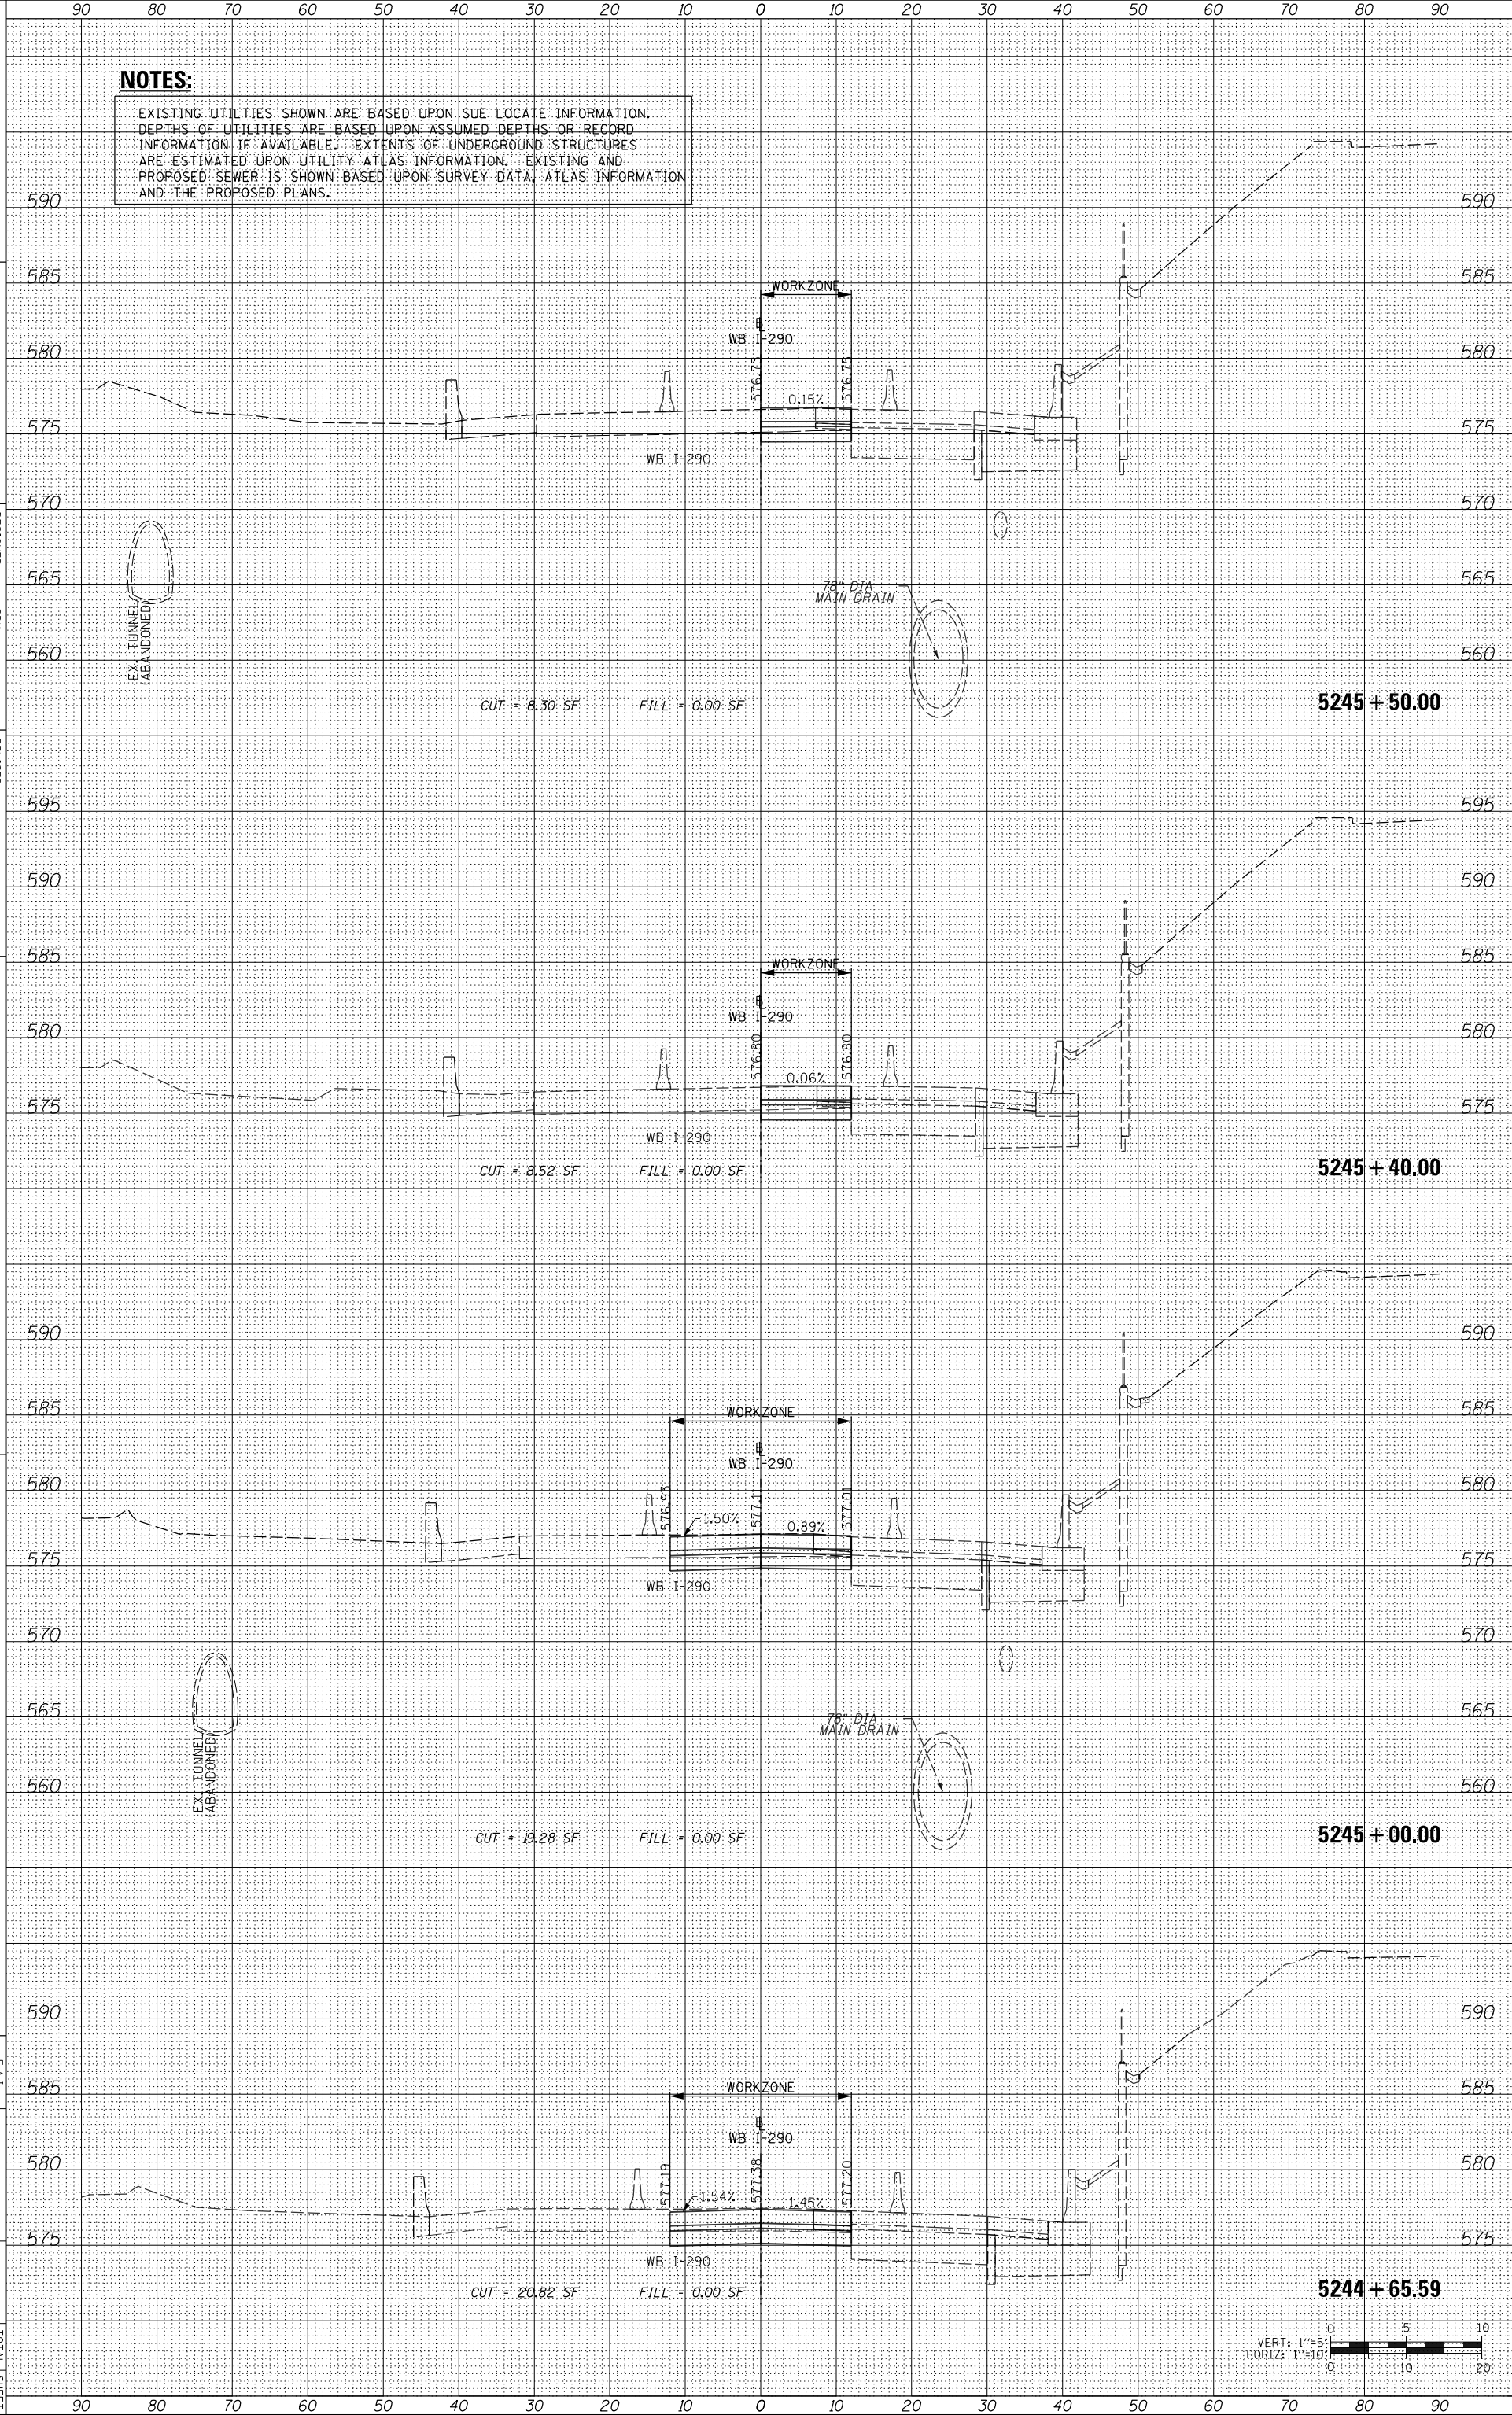 90 80 70 60 50 40 30 20 10 0 10 20 30 40 50 60 70 80 90
NOTES:
EXISTING UTILTIES SHOWN ARE BASED UPON SUE LOCATE INFORMATION.
DEPTHS OF UTILITIES ARE BASED UPON ASSUMED DEPTHS OR RECORD
INFORMATION IF AVAILABLE. EXTENTS OF UNDERGROUND STRUCTURES
ARE ESTIMATED UPON UTILITY ATLAS INFORMATION. EXISTING AND
PROPOSED SEWER IS SHOWN BASED UPON SURVEY DATA, ATLAS INFORMATION
AND THE PROPOSED PLANS.
590 590
585 585
WORKZONE
WB I-290
580 580
576.73 576.75
0.15%
575 575
WB I-290
570 570
565 565
78" DIA
MAIN DRAIN
EX. TUNNEL
(ABANDONED)
560 560
CUT = 8.30 SF FILL = 0.00 SF
5245+50.00
595 595
590 590
585 585
WORKZONE
WB I-290
580 580
576.80 576.80
0.06%
575 575
WB I-290
CUT = 8.52 SF FILL = 0.00 SF
5245+40.00
590 590
585 585
WORKZONE
WB I-290
580 580
576.93 577.11 577.01
1.50% 0.89%
575 575
WB I-290
570 570
565 565
78" DIA
MAIN DRAIN
EX. TUNNEL
(ABANDONED)
560 560
CUT = 19.28 SF FILL = 0.00 SF
5245+00.00
590 590
585 585
WORKZONE
WB I-290
580 580
577.19 577.38 577.20
1.54% 1.45%
575 575
WB I-290
CUT = 20.82 SF FILL = 0.00 SF
5244+65.59
0 5 10
VERT: 1"=5'
HORIZ: 1"=10'
0 10 20
90 80 70 60 50 40 30 20 10 0 10 20 30 40 50 60 70 80 90